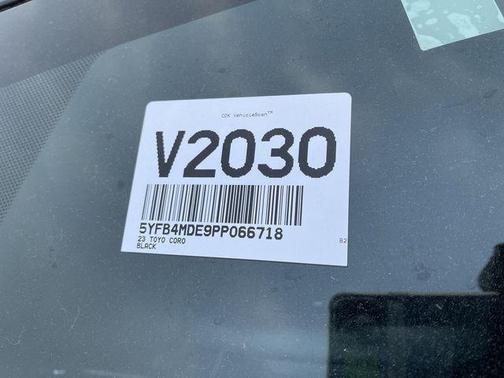 CDK VehicleScan™
V2030
5YFB4MDE9PP066718
23 TOYO CORO
BLACK
B2